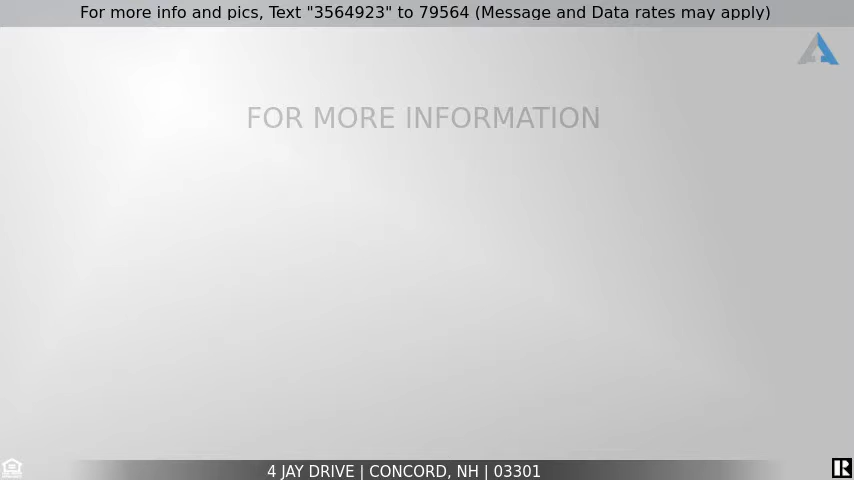 For more info and pics, Text "3564923" to 79564 (Message and Data rates may apply)
FOR MORE INFORMATION
4 JAY DRIVE | CONCORD, NH | 03301